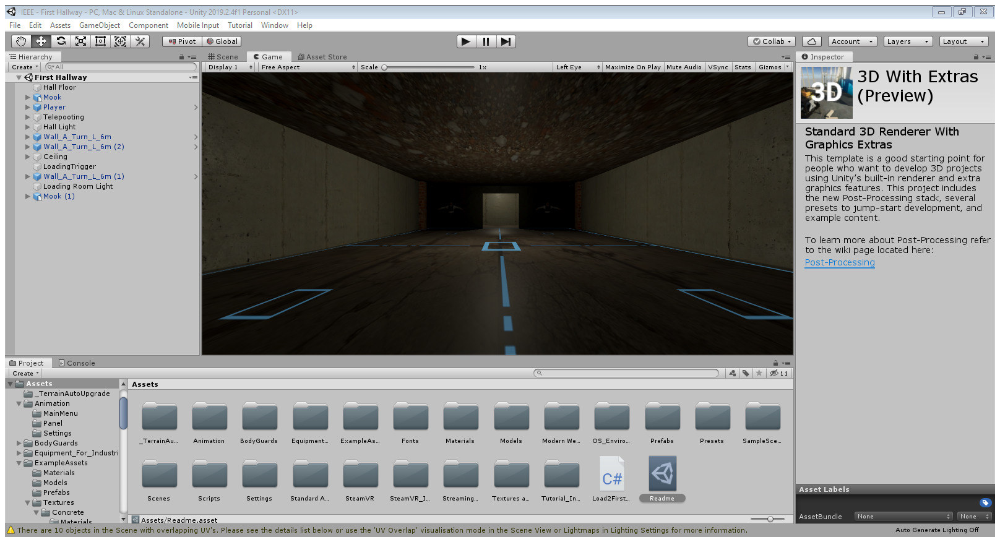 IEEE - First Hallway - PC, Mac & Linux Standalone - Unity 2019.2.4f1 Personal <DX11>
File Edit Assets GameObject Component Mobile Input Tutorial Window Help
Pivot Global Collab Account Layers Layout
Hierarchy
Create All
First Hallway
Hall Floor
Mook
Player
Telepooting
Hall Light
Wall_A_Turn_L_6m
Wall_A_Turn_L_6m (2)
Ceiling
LoadingTrigger
Wall_A_Turn_L_6m (1)
Loading Room Light
Mook (1)
Scene Game Asset Store
Display 1 Free Aspect Scale 1x Left Eye Maximize On Play Mute Audio VSync Stats Gizmos
Inspector
3D
3D With Extras
(Preview)
Standard 3D Renderer With
Graphics Extras
This template is a good starting point for
people who want to develop 3D projects
using Unity's built-in renderer and extra
graphics features. This project includes
the new Post-Processing stack, several
presets to jump-start development, and
example content.
To learn more about Post-Processing refer
to the wiki page located here:
Post-Processing
Project Console
Create 11
Assets
_TerrainAutoUpgrade
Animation
MainMenu
Panel
Settings
BodyGuards
Equipment_For_Industri
ExampleAssets
Materials
Models
Prefabs
Textures
Concrete
Materials
Assets
_TerrainAu... Animation BodyGuards Equipment... ExampleAs... Fonts Materials Models Modern We... OS_Enviro... Prefabs Presets SampleSce...
C#
Scenes Scripts Settings Standard A... SteamVR SteamVR_I... Streaming... Textures a... Tutorial_In... Load2First... Readme
Assets/Readme.asset
Asset Labels
AssetBundle None None
There are 10 objects in the Scene with overlapping UV's. Please see the details list below or use the 'UV Overlap' visualisation mode in the Scene View or Lightmaps in Lighting Settings for more information.
Auto Generate Lighting Off